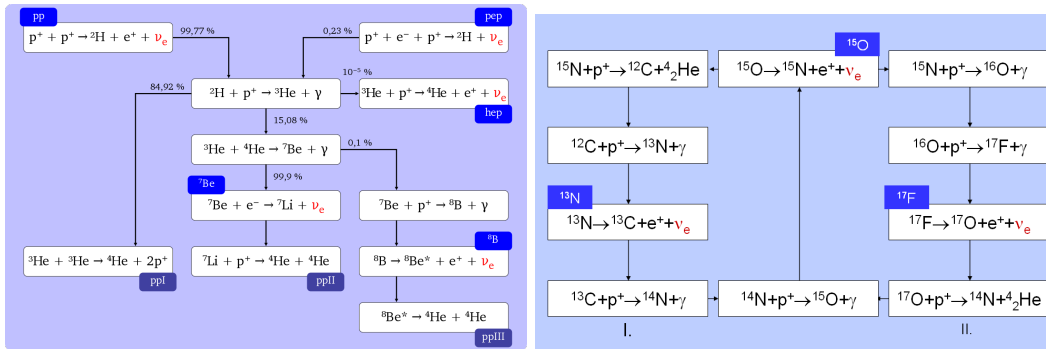 pp
pep
p⁺ + p⁺ → ²H + e⁺ + νₑ
99,77 %
0,23 %
p⁺ + e⁻ + p⁺ → ²H + νₑ
²H + p⁺ → ³He + γ
10⁻⁵ %
³He + p⁺ → ⁴He + e⁺ + νₑ
hep
84,92 %
15,08 %
³He + ⁴He → ⁷Be + γ
0,1 %
99,9 %
⁷Be
⁷Be + e⁻ → ⁷Li + νₑ
⁷Be + p⁺ → ⁸B + γ
⁸B
³He + ³He → ⁴He + 2p⁺
ppI
⁷Li + p⁺ → ⁴He + ⁴He
ppII
⁸B → ⁸Be* + e⁺ + νₑ
⁸Be* → ⁴He + ⁴He
ppIII
¹⁵O
¹⁵N+p⁺→¹²C+⁴₂He
¹⁵O→¹⁵N+e⁺+νₑ
¹⁵N+p⁺→¹⁶O+γ
¹²C+p⁺→¹³N+γ
¹⁶O+p⁺→¹⁷F+γ
¹³N
¹⁷F
¹³N→¹³C+e⁺+νₑ
¹⁷F→¹⁷O+e⁺+νₑ
¹³C+p⁺→¹⁴N+γ
¹⁴N+p⁺→¹⁵O+γ
¹⁷O+p⁺→¹⁴N+⁴₂He
I.
II.